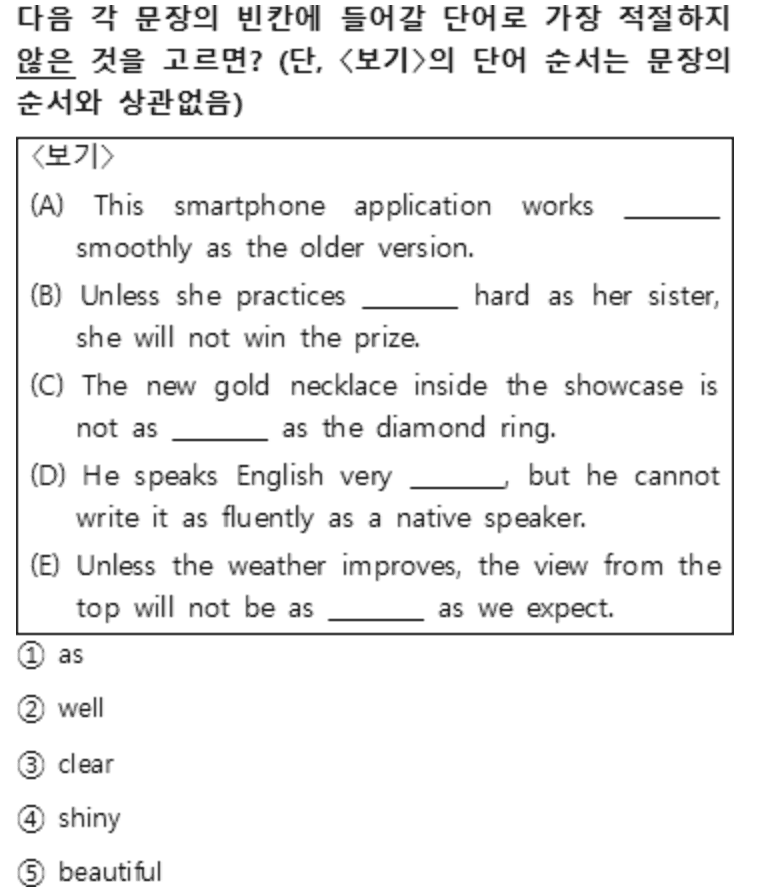 다음 각 문장의 빈칸에 들어갈 단어로 가장 적절하지
않은 것을 고르면? (단, <보기>의 단어 순서는 문장의
순서와 상관없음)
<보기>
(A) This smartphone application works ______
smoothly as the older version.
(B) Unless she practices ______ hard as her sister,
she will not win the prize.
(C) The new gold necklace inside the showcase is
not as ______ as the diamond ring.
(D) He speaks English very ______, but he cannot
write it as fluently as a native speaker.
(E) Unless the weather improves, the view from the
top will not be as ______ as we expect.
① as
② well
③ clear
④ shiny
⑤ beautiful